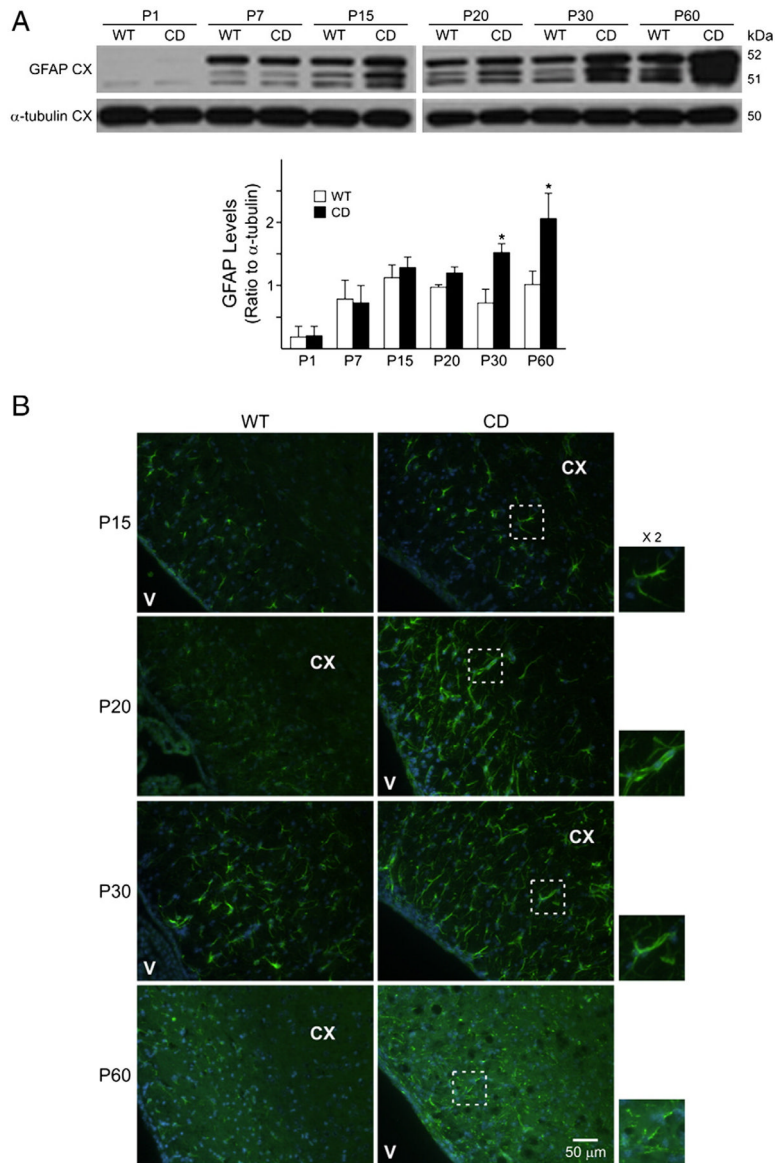 A
P1 P7 P15 P20 P30 P60
WT CD WT CD WT CD WT CD WT CD WT CD kDa
GFAP CX 52
51
α-tubulin CX 50
GFAP Levels
(Ratio to α-tubulin)
2
1
WT
CD
*
*
P1 P7 P15 P20 P30 P60
B
WT CD
P15
V
CX
X 2
P20
CX
V
P30
V
CX
P60
CX
V
50 μm